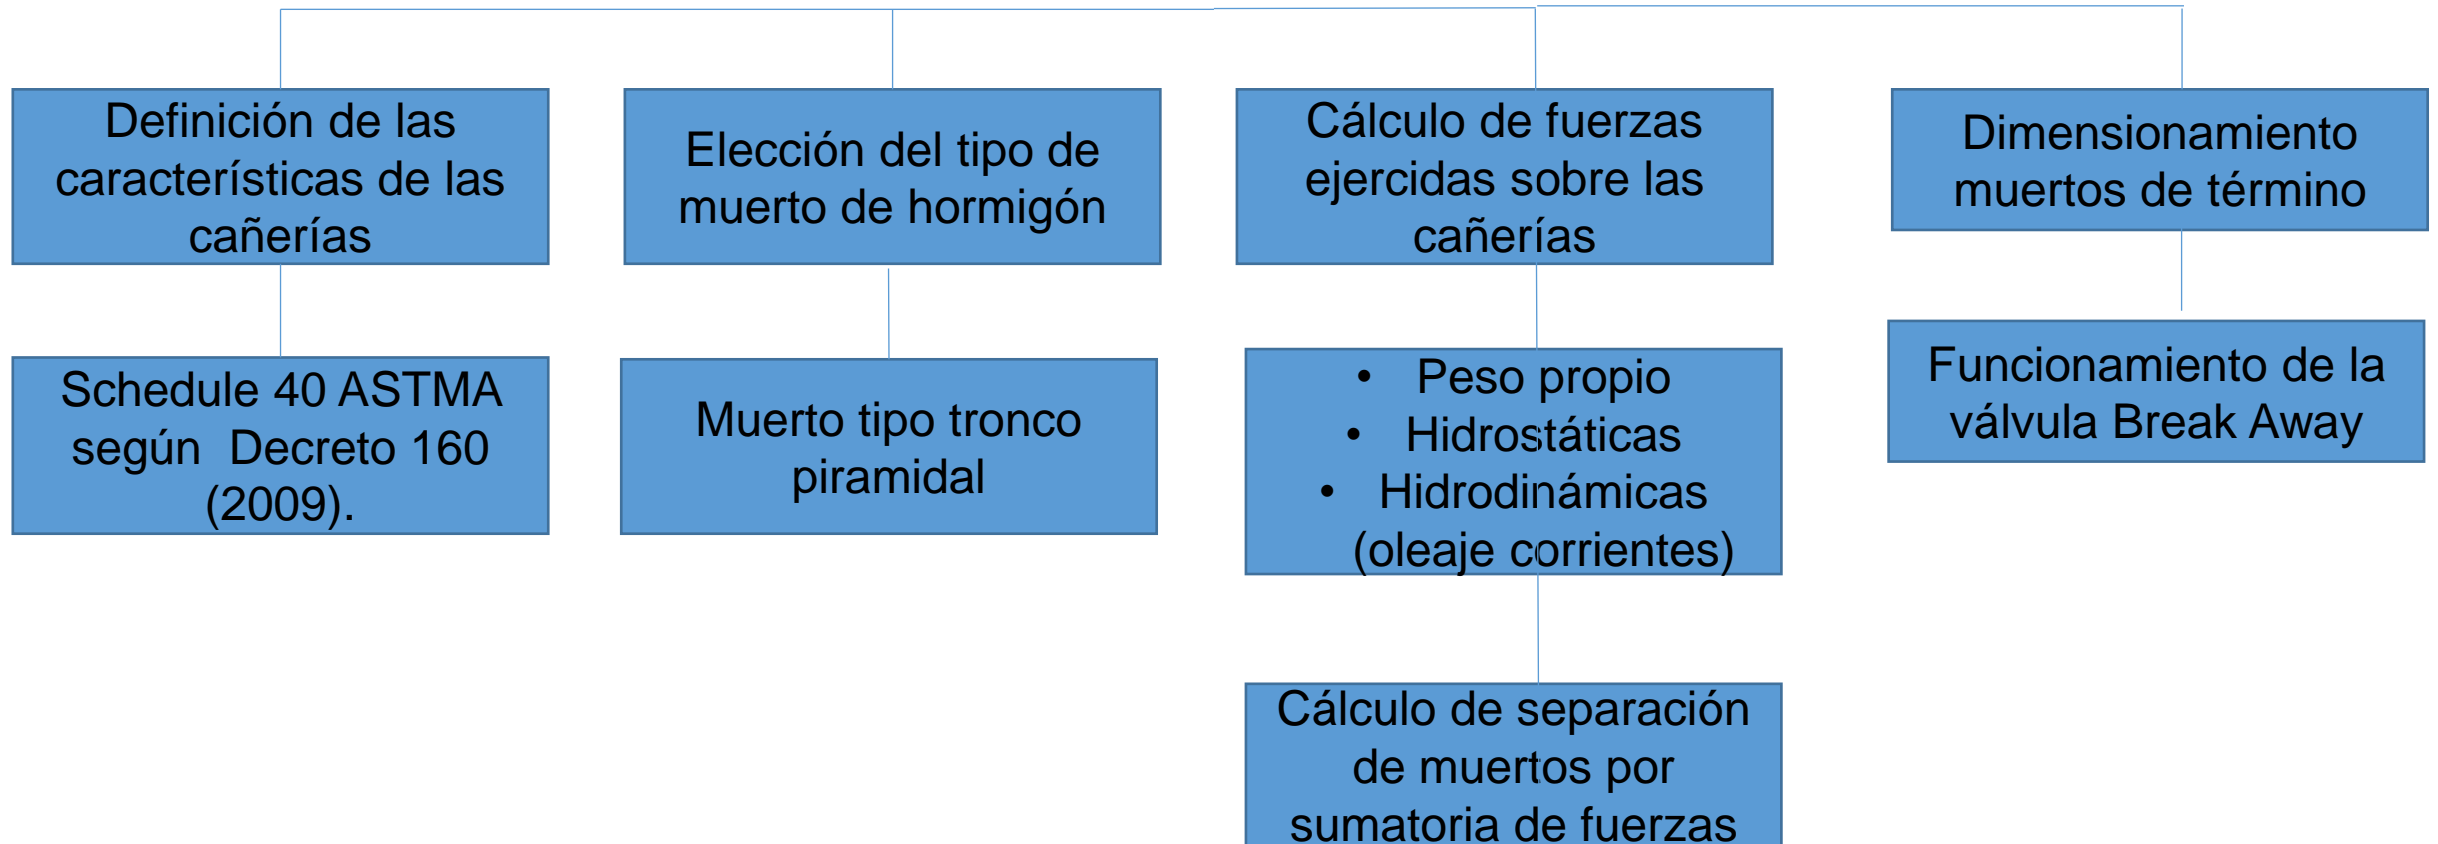 Definición de las
características de las
cañerías
Elección del tipo de
muerto de hormigón
Cálculo de fuerzas
ejercidas sobre las
cañerías
Dimensionamiento
muertos de término
Schedule 40 ASTMA
según Decreto 160
(2009).
Muerto tipo tronco
piramidal
• Peso propio
• Hidrostáticas
• Hidrodinámicas
(oleaje corrientes)
Funcionamiento de la
válvula Break Away
Cálculo de separación
de muertos por
sumatoria de fuerzas